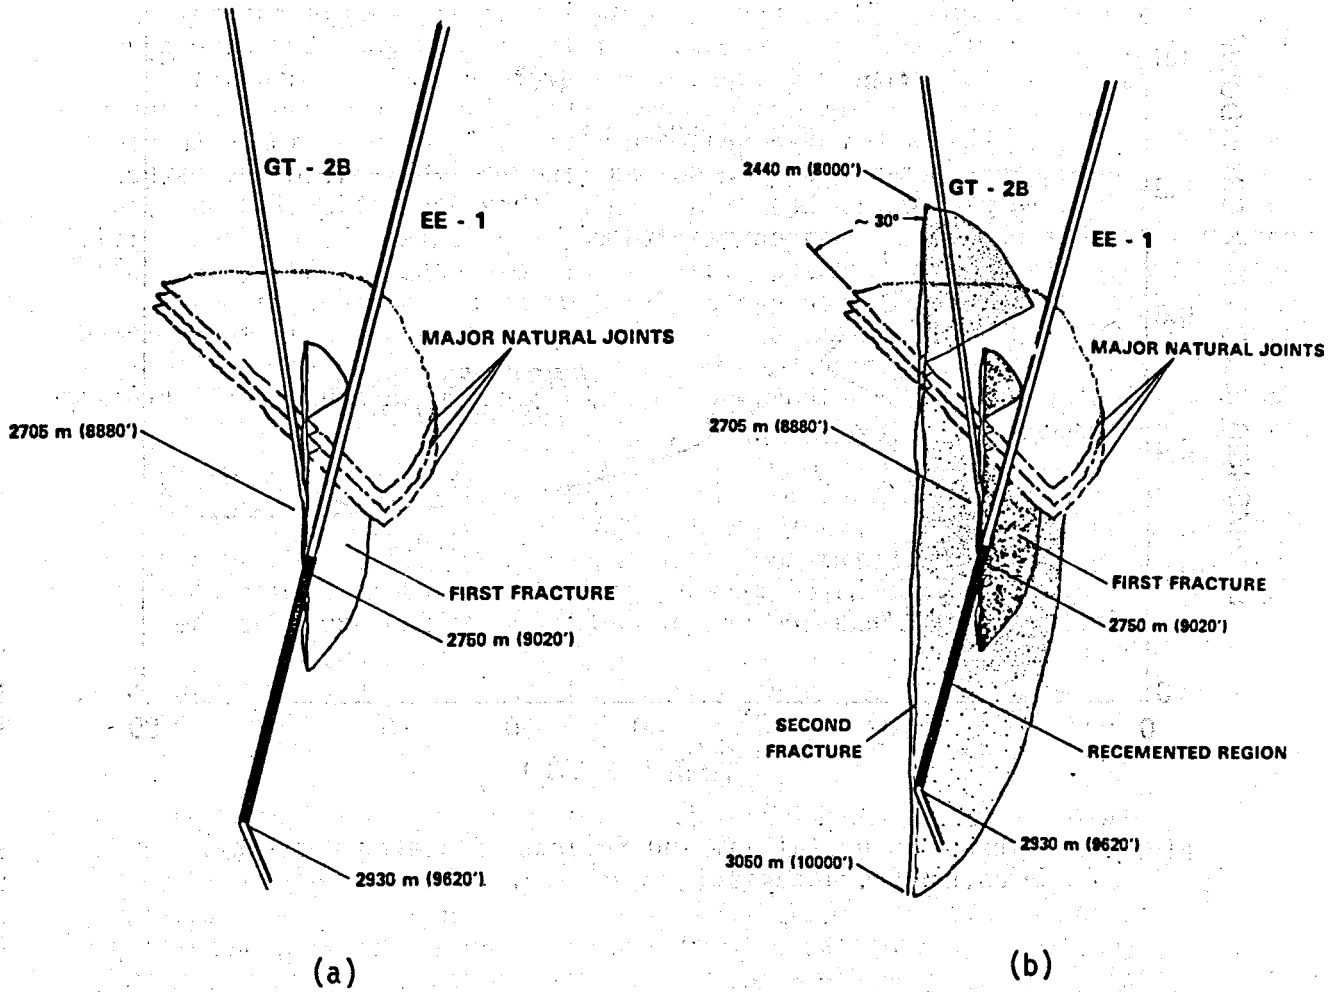 GT - 2B
EE - 1
MAJOR NATURAL JOINTS
2705 m (8880')
FIRST FRACTURE
2750 m (9020')
2930 m (9620')
(a)
2440 m (8000')
GT - 2B
~ 30°
EE - 1
MAJOR NATURAL JOINTS
2705 m (8880')
FIRST FRACTURE
2750 m (9020')
SECOND
FRACTURE
RECEMENTED REGION
2930 m (9620')
3050 m (10000')
(b)